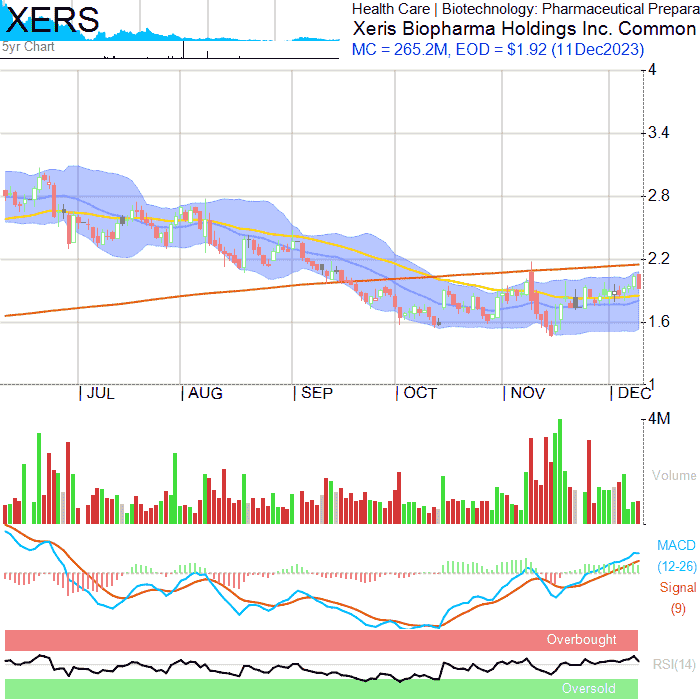 XERS
5yr Chart
Health Care | Biotechnology: Pharmaceutical Prepara
Xeris Biopharma Holdings Inc. Common
MC = 265.2M, EOD = $1.92 (11Dec2023)
4
3.4
2.8
2.2
1.6
1
| JUL | AUG | SEP | OCT | NOV | DEC
4M
Volume
MACD
(12-26)
Signal
(9)
Overbought
RSI(14)
Oversold